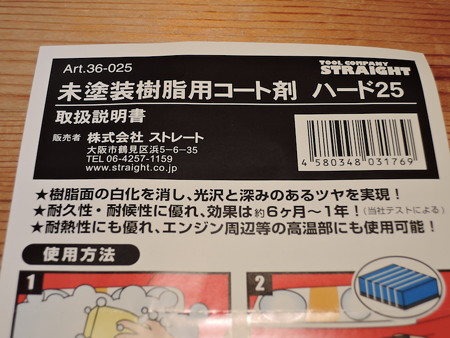 Art.36-025
TOOL COMPANY
STRAIGHT
未塗装樹脂用コート剤 ハード25
取扱説明書
販売者 株式会社 ストレート
大阪市鶴見区浜5-6-35
TEL 06-4257-1159
www.straight.co.jp
4580348031769
★樹脂面の白化を消し、光沢と深みのあるツヤを実現!
★耐久性・耐候性に優れ、効果は約6ヶ月〜1年!(当社テストによる)
★耐熱性にも優れ、エンジン周辺等の高温部にも使用可能!
使用方法
1
2